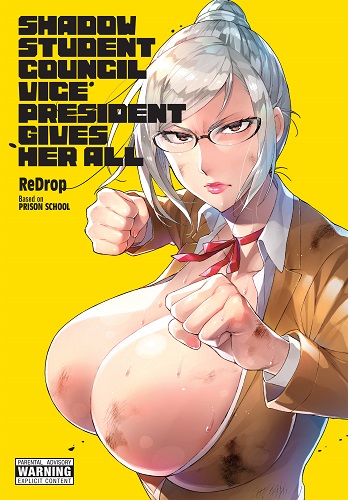 SHADOW
STUDENT
COUNCIL
VICE
PRESIDENT
GIVES
HER ALL
ReDrop
Based on
PRISON SCHOOL
PARENTAL ADVISORY
WARNING
EXPLICIT CONTENT